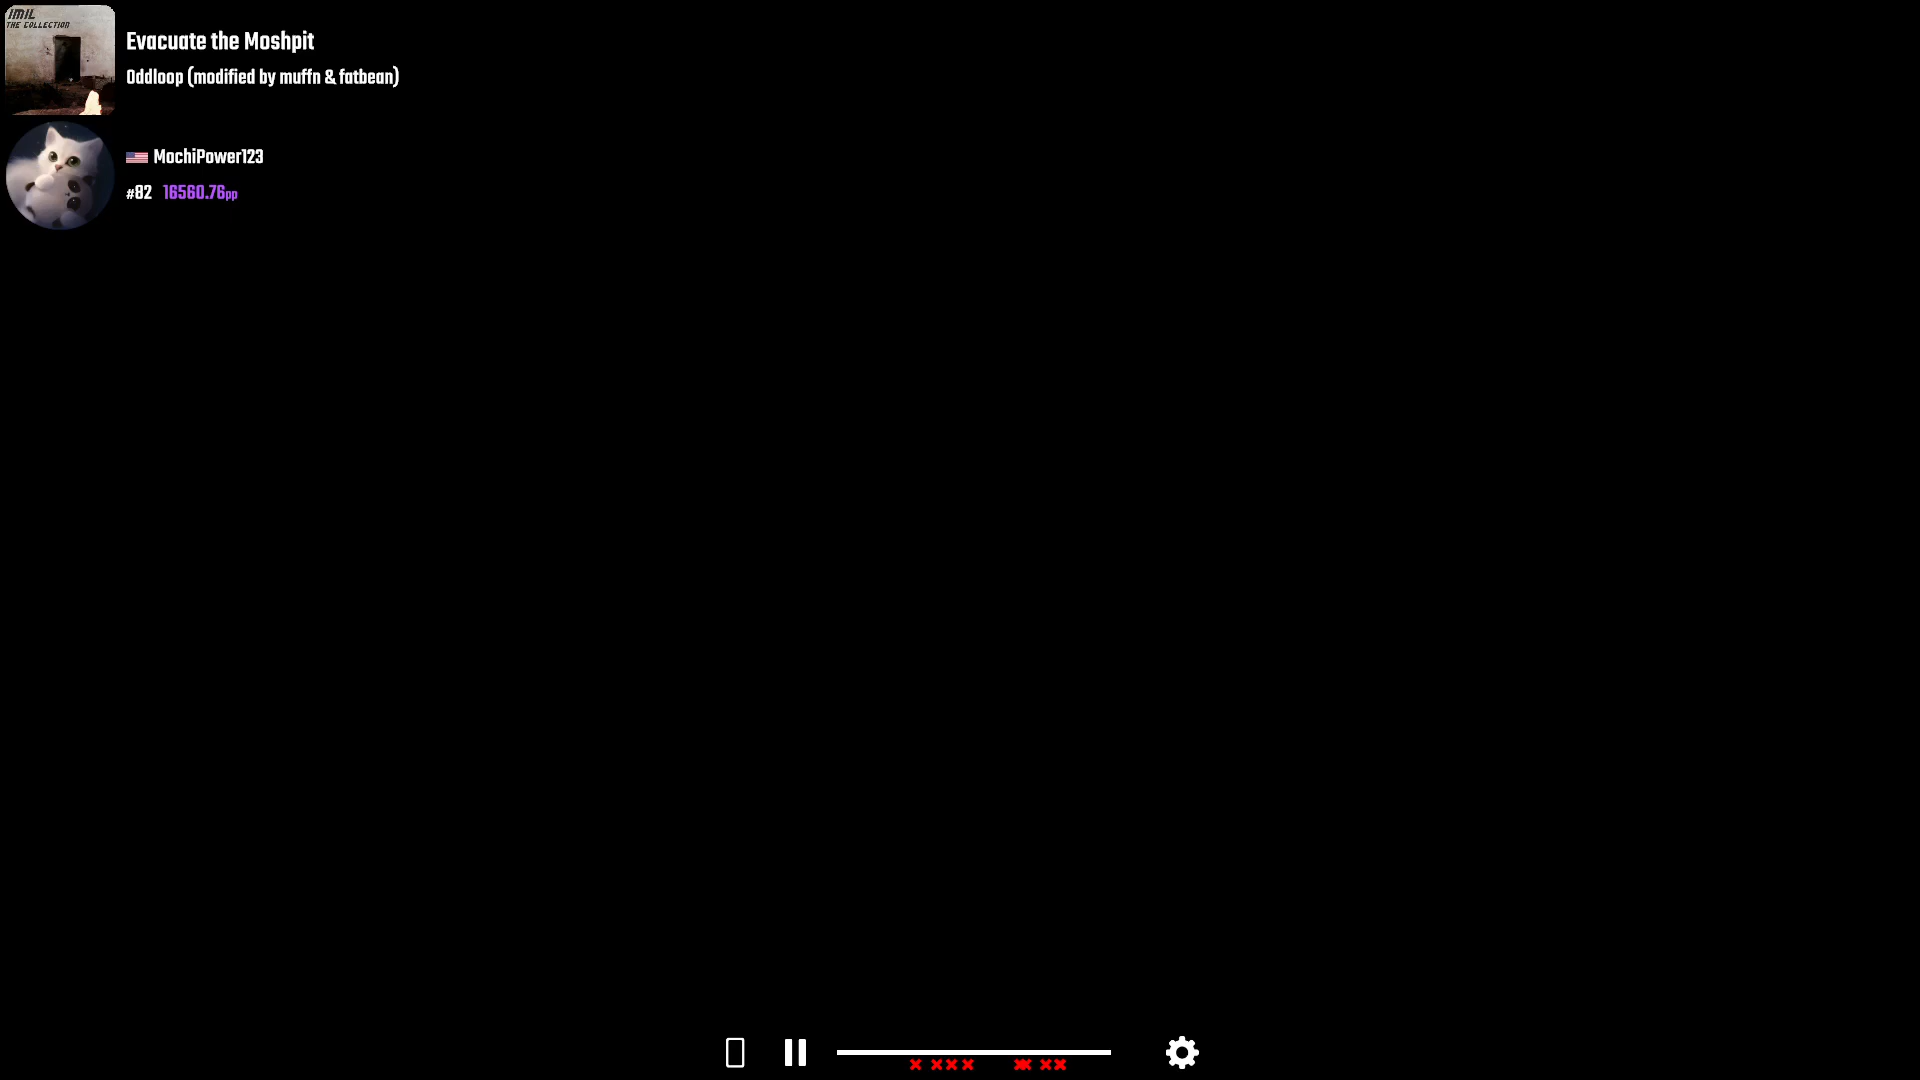 IMIL
THE COLLECTION
Evacuate the Moshpit
Oddloop (modified by muffn & fatbean)
MochiPower123
#82 16560.76pp